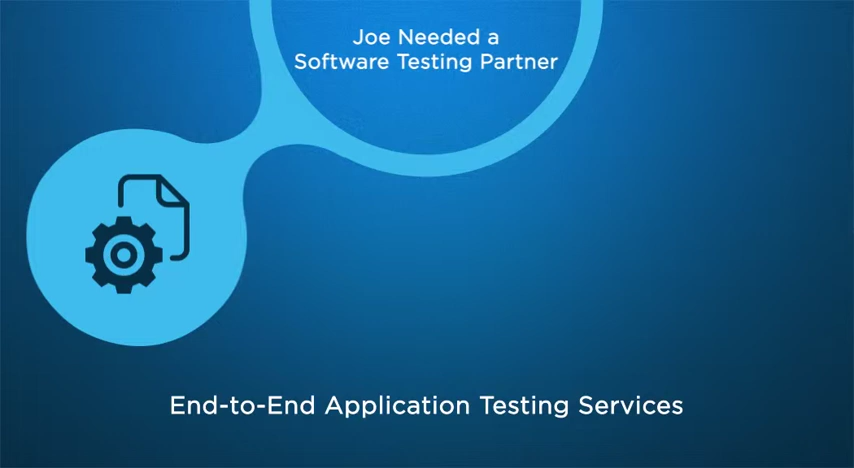 Joe Needed a
Software Testing Partner
End-to-End Application Testing Services